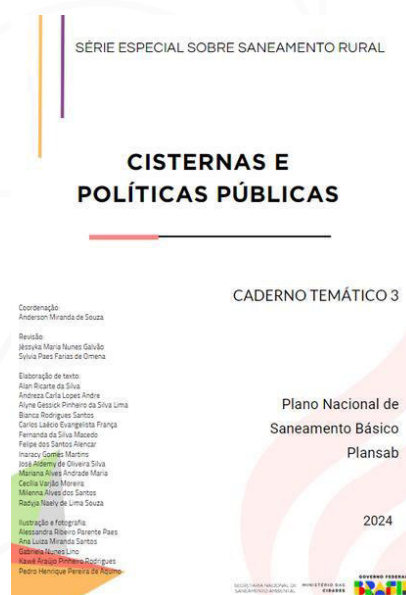 SÉRIE ESPECIAL SOBRE SANEAMENTO RURAL
CISTERNAS E
POLÍTICAS PÚBLICAS
CADERNO TEMÁTICO 3
Coordenação
Anderson Miranda de Souza
Revisão
Jéssyka Maria Nunes Galvão
Sylvia Paes Farias de Omena
Elaboração de texto
Alan Ricarte da Silva
Andreza Carla Lopes Andre
Alyne Gessick Pinheiro da Silva Lima
Bianca Rodrigues Santos
Carlos Laécio Evangelista França
Fernanda da Silva Macedo
Felipe dos Santos Alencar
Inaracy Gomes Martins
José Aldemy de Oliveira Silva
Mariana Alves Andrade Maria
Cecília Varjão Moreira
Milenna Alves dos Santos
Radyja Naely de Lima Souza
Ilustração e fotografia
Alessandra Ribeiro Parente Paes
Ana Luiza Miranda Santos
Gabriela Nunes Lino
Kawê Araújo Pinheiro Rodrigues
Pedro Henrique Pereira de Aquino
Plano Nacional de
Saneamento Básico
Plansab
2024
SECRETARIA NACIONAL DE
SANEAMENTO AMBIENTAL
MINISTÉRIO DAS
CIDADES
GOVERNO FEDERAL